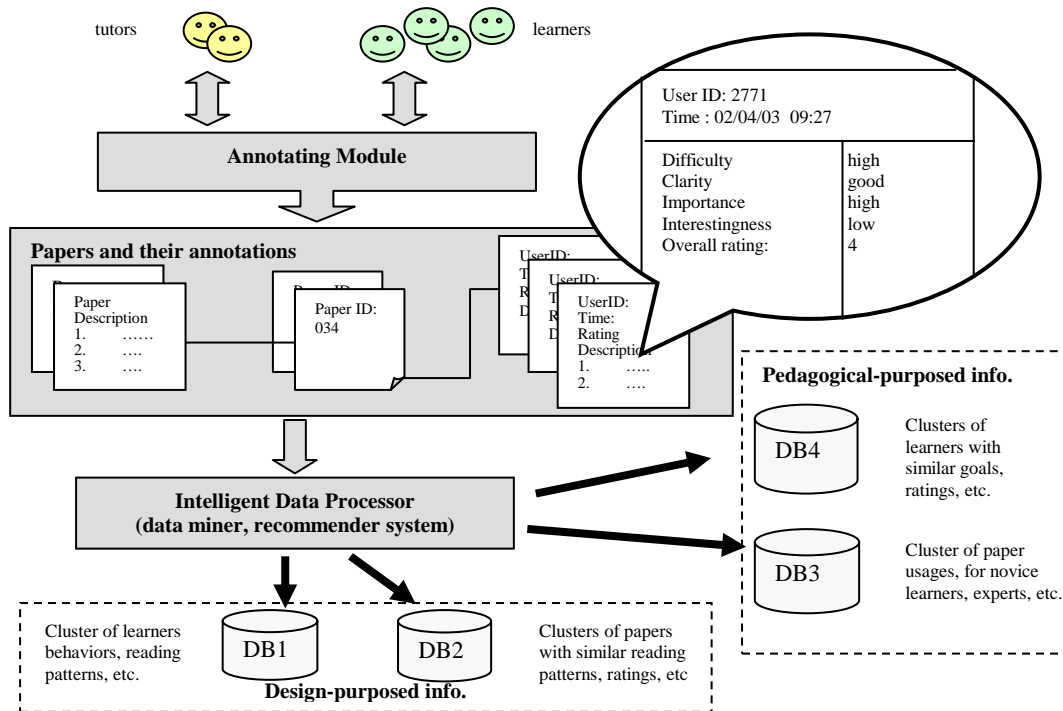 tutors
learners
User ID: 2771
Time : 02/04/03 09:27
Difficulty high
Clarity good
Importance high
Interestingness low
Overall rating: 4
Annotating Module
Papers and their annotations
Paper
Description
1. ……
2. ….
3. ….
Paper ID:
034
UserID:
T
R
D
UserID:
T
R
D
UserID:
Time:
Rating
Description
1. …..
2. ….
Pedagogical-purposed info.
DB4
Clusters of
learners with
similar goals,
ratings, etc.
DB3
Cluster of paper
usages, for novice
learners, experts, etc.
Intelligent Data Processor
(data miner, recommender system)
Cluster of learners
behaviors, reading
patterns, etc.
DB1
DB2
Clusters of papers
with similar reading
patterns, ratings, etc
Design-purposed info.